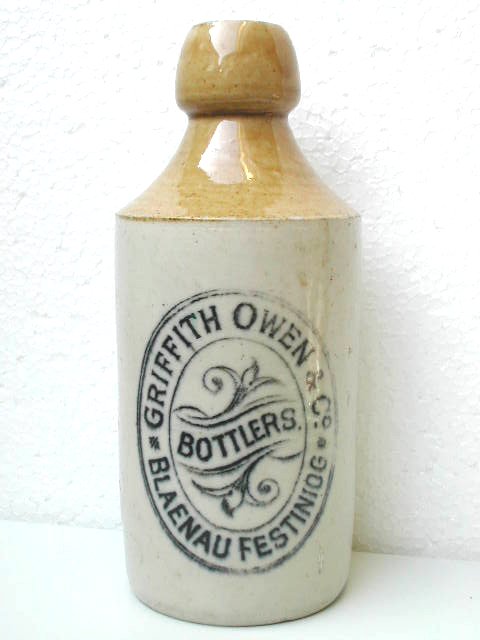 GRIFFITH OWEN & Co.
BOTTLERS.
BLAENAU FESTINIOG